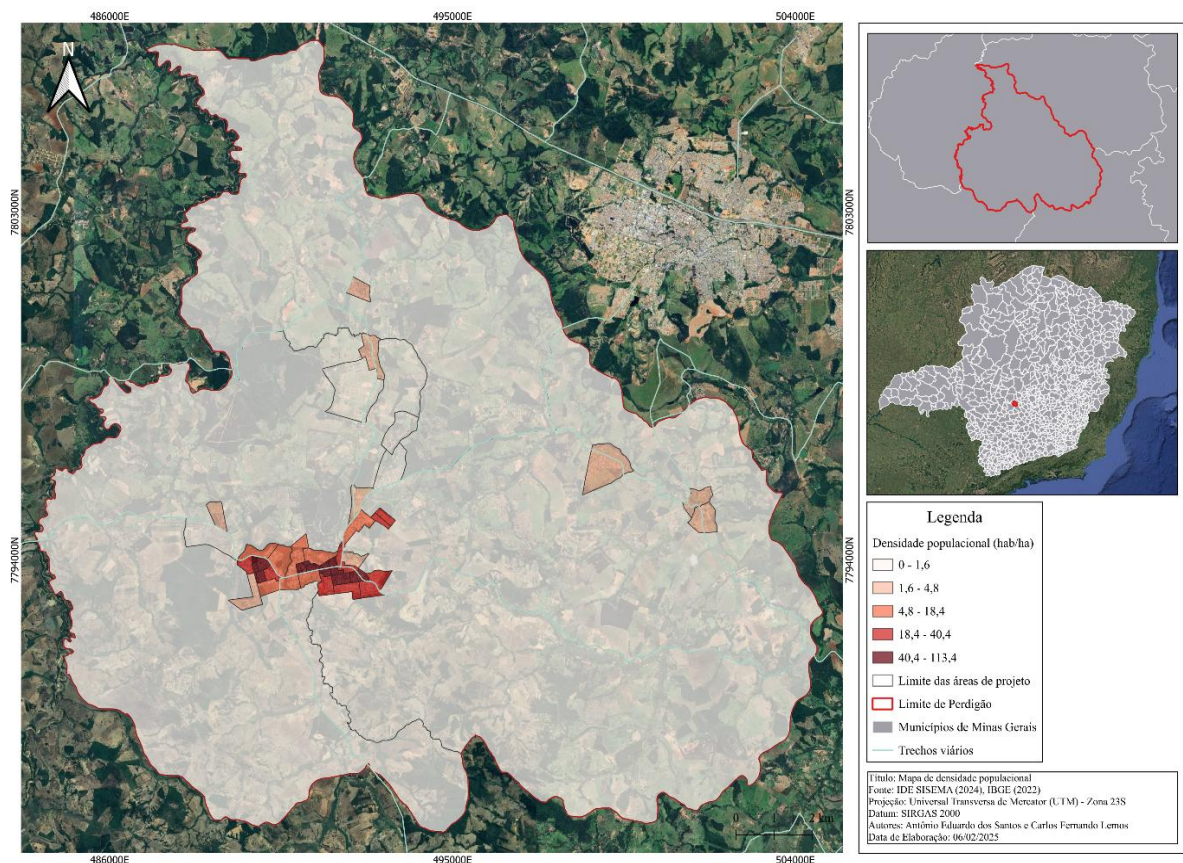 486000E 495000E 504000E
N
7803000N 7803000N
7794000N 7794000N
0 1 2 km
486000E 495000E 504000E
Legenda
Densidade populacional (hab/ha)
0 - 1,6
1,6 - 4,8
4,8 - 18,4
18,4 - 40,4
40,4 - 113,4
Limite das áreas de projeto
Limite de Perdigão
Municípios de Minas Gerais
Trechos viários
Título: Mapa de densidade populacional
Fonte: IDE SISEMA (2024), IBGE (2022)
Projeção: Universal Transversa de Mercator (UTM) - Zona 23S
Datum: SIRGAS 2000
Autores: Antônio Eduardo dos Santos e Carlos Fernando Lemos
Data de Elaboração: 06/02/2025